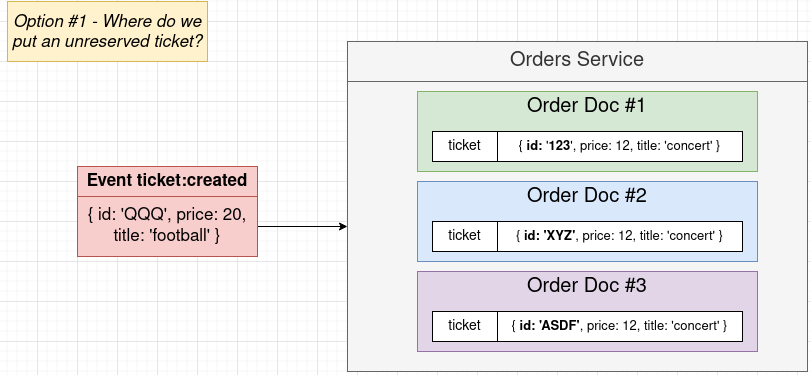 Option #1 - Where do we
put an unreserved ticket?
Orders Service
Order Doc #1
ticket
{ id: '123', price: 12, title: 'concert' }
Event ticket:created
{ id: 'QQQ', price: 20,
title: 'football' }
Order Doc #2
ticket
{ id: 'XYZ', price: 12, title: 'concert' }
Order Doc #3
ticket
{ id: 'ASDF', price: 12, title: 'concert' }